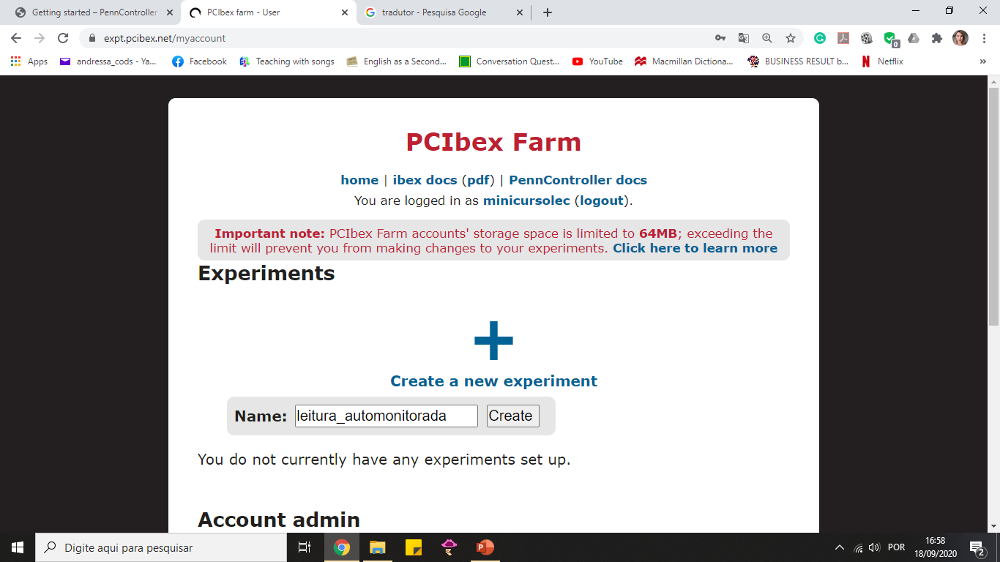 Getting started – PennController
PCIbex farm - User
tradutor - Pesquisa Google
expt.pcibex.net/myaccount
Apps
andressa_cods - Ya...
Facebook
Teaching with songs
English as a Second...
Conversation Quest...
YouTube
Macmillan Dictiona...
BUSINESS RESULT b...
Netflix
»
PCIbex Farm
home | ibex docs (pdf) | PennController docs
You are logged in as minicursolec (logout).
Important note: PCIbex Farm accounts' storage space is limited to 64MB; exceeding the
limit will prevent you from making changes to your experiments. Click here to learn more
Experiments
+
Create a new experiment
Name: leitura_automonitorada Create
You do not currently have any experiments set up.
Account admin
Digite aqui para pesquisar
POR
16:58
18/09/2020
2